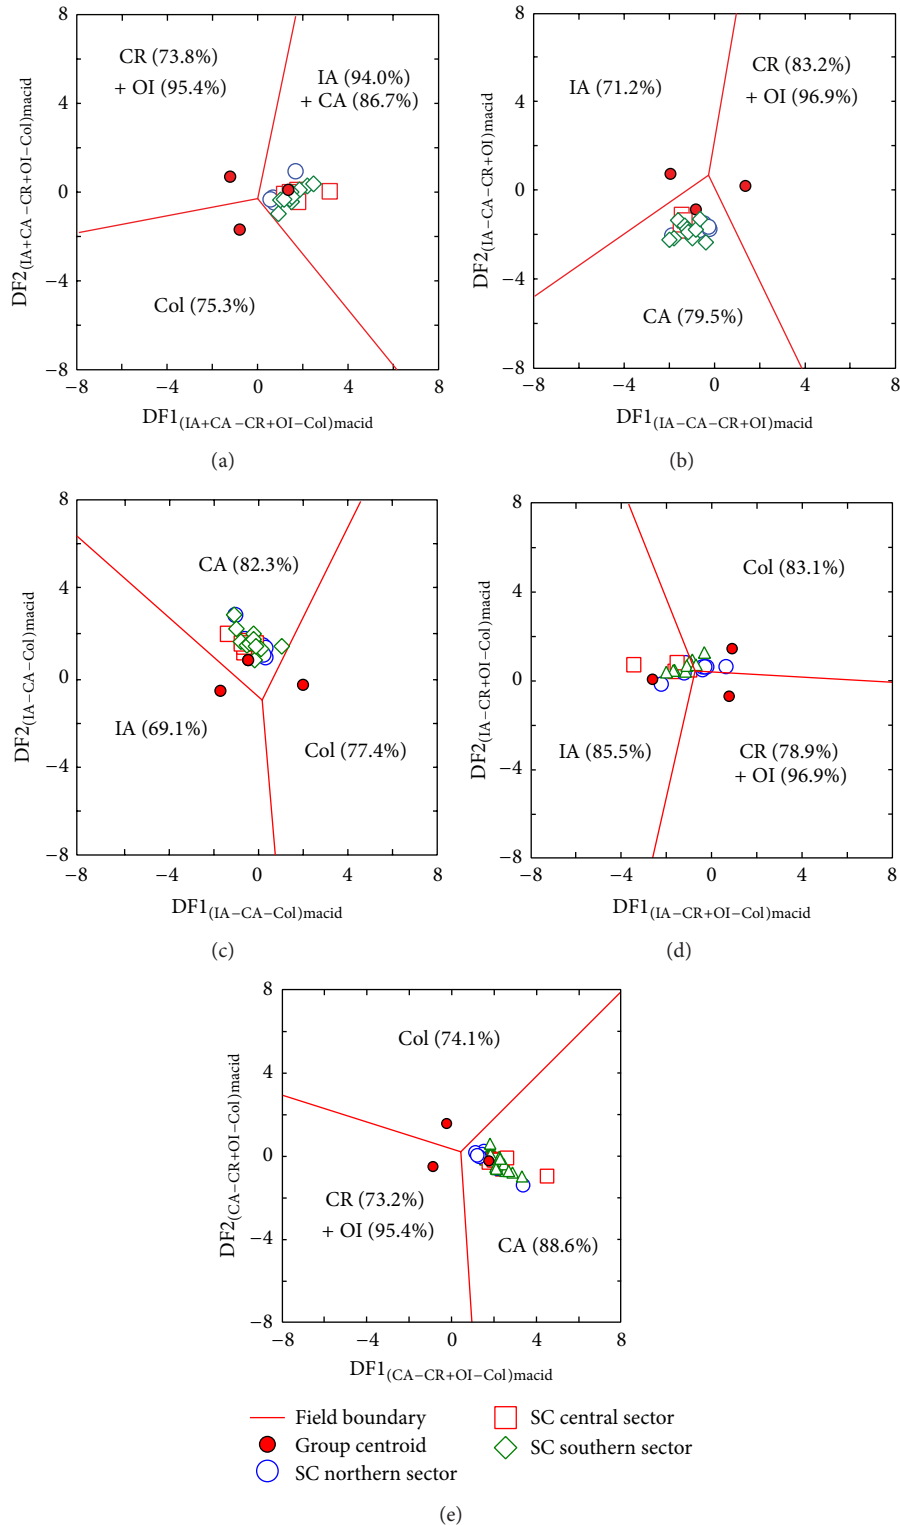 8
4
0
−4
−8
DF2(IA+CA−CR+OI−Col)macid
CR (73.8%)
+ OI (95.4%)
IA (94.0%)
+ CA (86.7%)
Col (75.3%)
−8 −4 0 4 8
DF1(IA+CA−CR+OI−Col)macid
(a)
8
4
0
−4
−8
DF2(IA−CA−CR+OI)macid
IA (71.2%)
CR (83.2%)
+ OI (96.9%)
CA (79.5%)
−8 −4 0 4 8
DF1(IA−CA−CR+OI)macid
(b)
8
4
0
−4
−8
DF2(IA−CA−Col)macid
CA (82.3%)
IA (69.1%)
Col (77.4%)
−8 −4 0 4 8
DF1(IA−CA−Col)macid
(c)
8
4
0
−4
−8
DF2(IA−CR+OI−Col)macid
Col (83.1%)
IA (85.5%)
CR (78.9%)
+ OI (96.9%)
−8 −4 0 4 8
DF1(IA−CR+OI−Col)macid
(d)
8
4
0
−4
−8
DF2(CA−CR+OI−Col)macid
Col (74.1%)
CR (73.2%)
+ OI (95.4%)
CA (88.6%)
−8 −4 0 4 8
DF1(CA−CR+OI−Col)macid
Field boundary
Group centroid
SC northern sector
SC central sector
SC southern sector
(e)